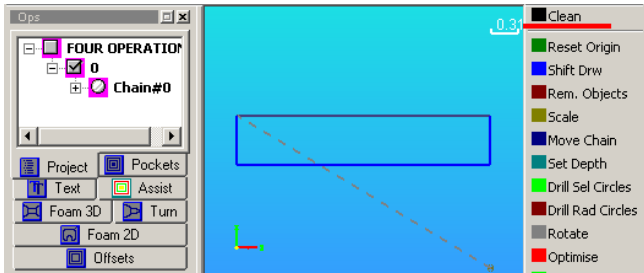 Ops
FOUR OPERATION
0
Chain#0
Project
Pockets
Text
Assist
Foam 3D
Turn
Foam 2D
Offsets
0.31
Clean
Reset Origin
Shift Drw
Rem. Objects
Scale
Move Chain
Set Depth
Drill Sel Circles
Drill Rad Circles
Rotate
Optimise